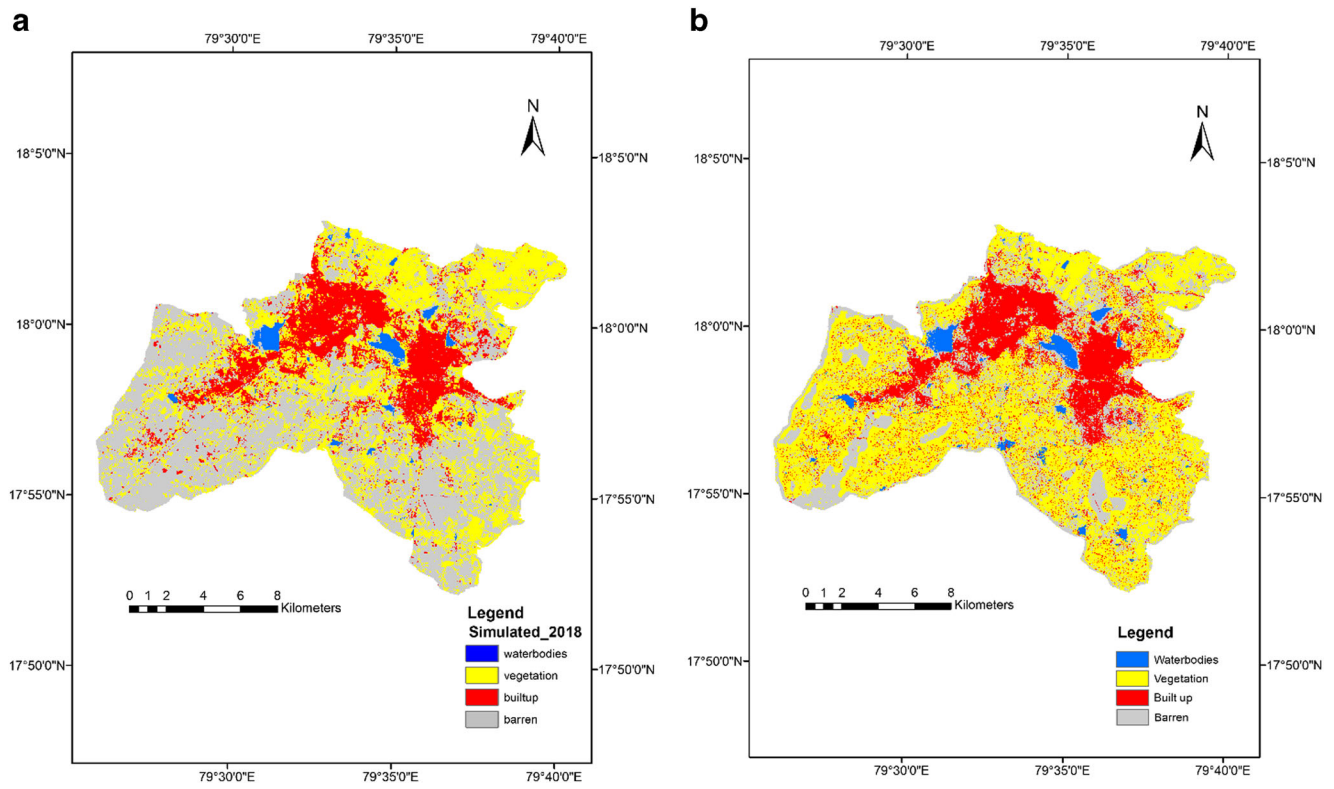 a
79°30'0"E 79°35'0"E 79°40'0"E
N
18°5'0"N 18°5'0"N
18°0'0"N 18°0'0"N
17°55'0"N 17°55'0"N
0 1 2 4 6 8
Kilometers
Legend
Simulated_2018
waterbodies
vegetation
builtup
barren
17°50'0"N 17°50'0"N
79°30'0"E 79°35'0"E 79°40'0"E
b
79°30'0"E 79°35'0"E 79°40'0"E
N
18°5'0"N 18°5'0"N
18°0'0"N 18°0'0"N
17°55'0"N 17°55'0"N
0 1 2 4 6 8
Kilometers
Legend
Waterbodies
Vegetation
Built up
Barren
17°50'0"N 17°50'0"N
79°30'0"E 79°35'0"E 79°40'0"E